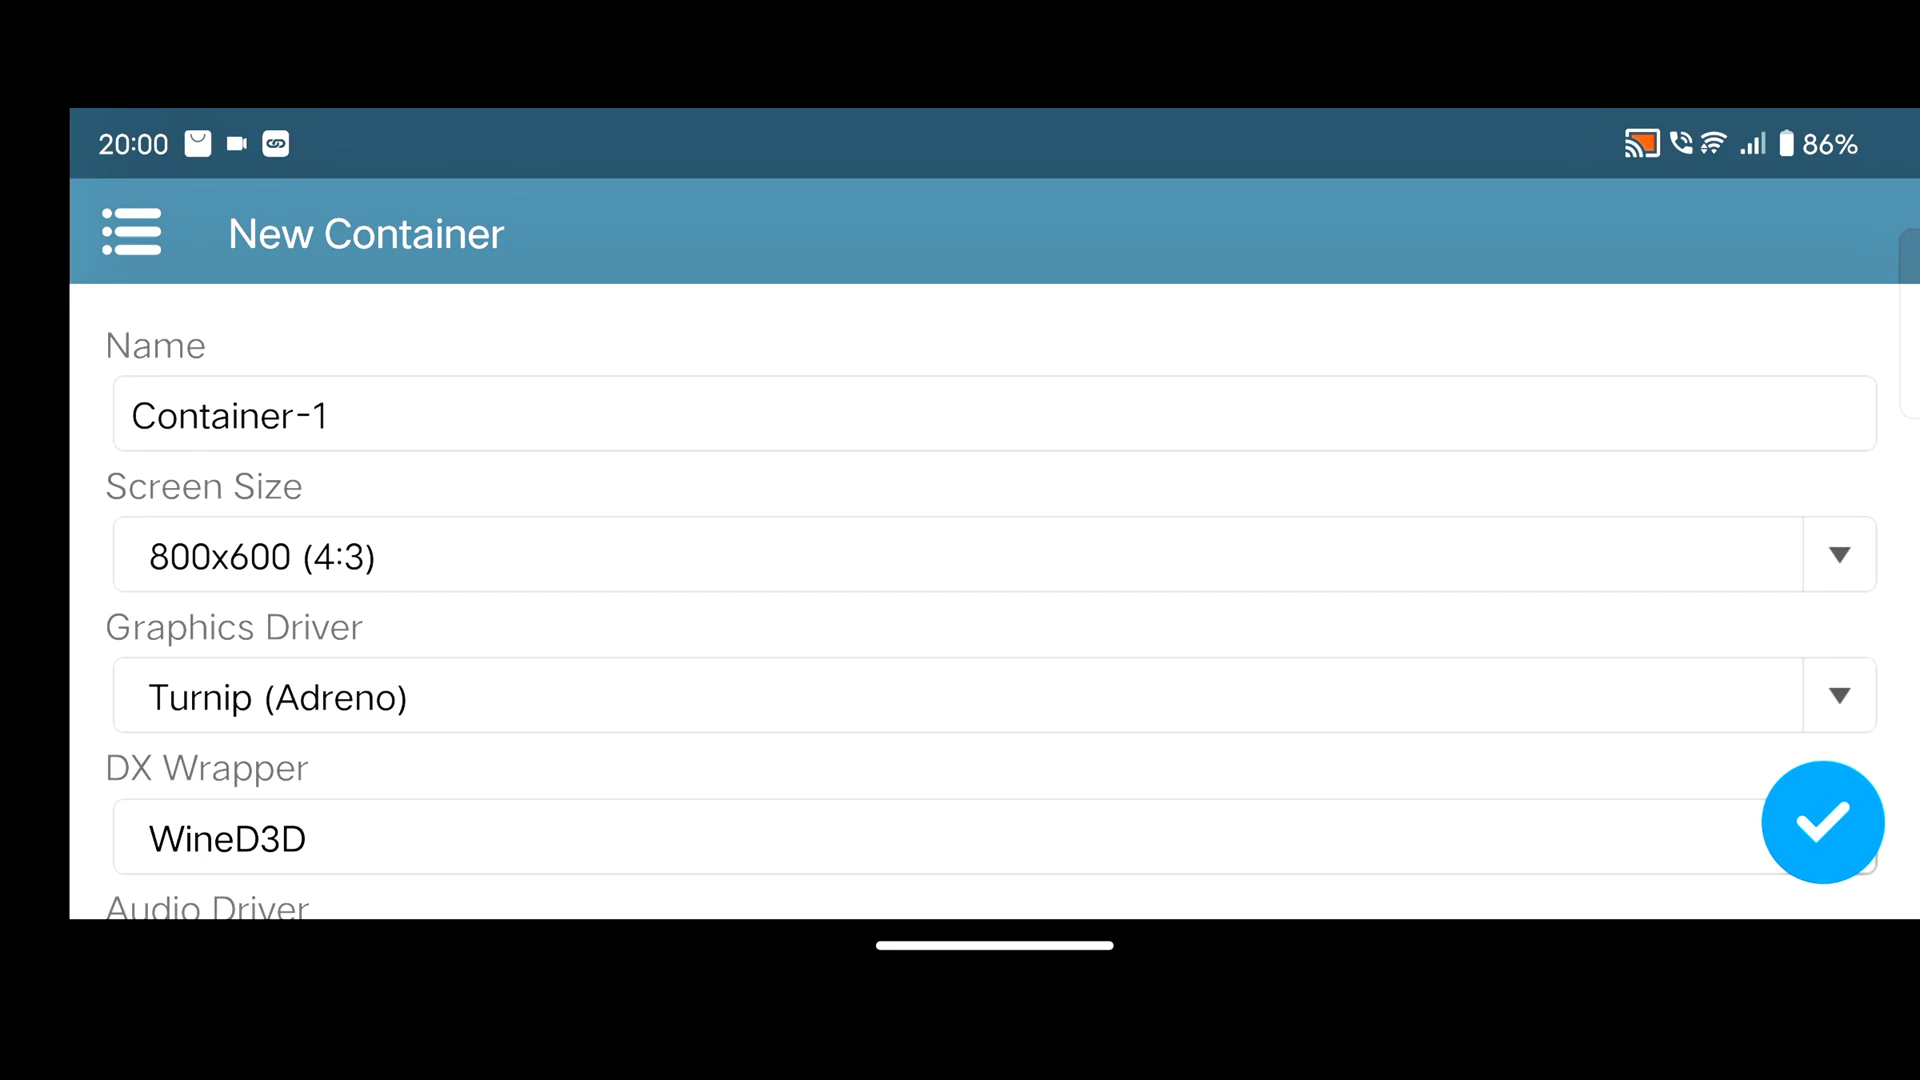 20:00
86%
New Container
Name
Container-1
Screen Size
800x600 (4:3)
Graphics Driver
Turnip (Adreno)
DX Wrapper
WineD3D
Audio Driver